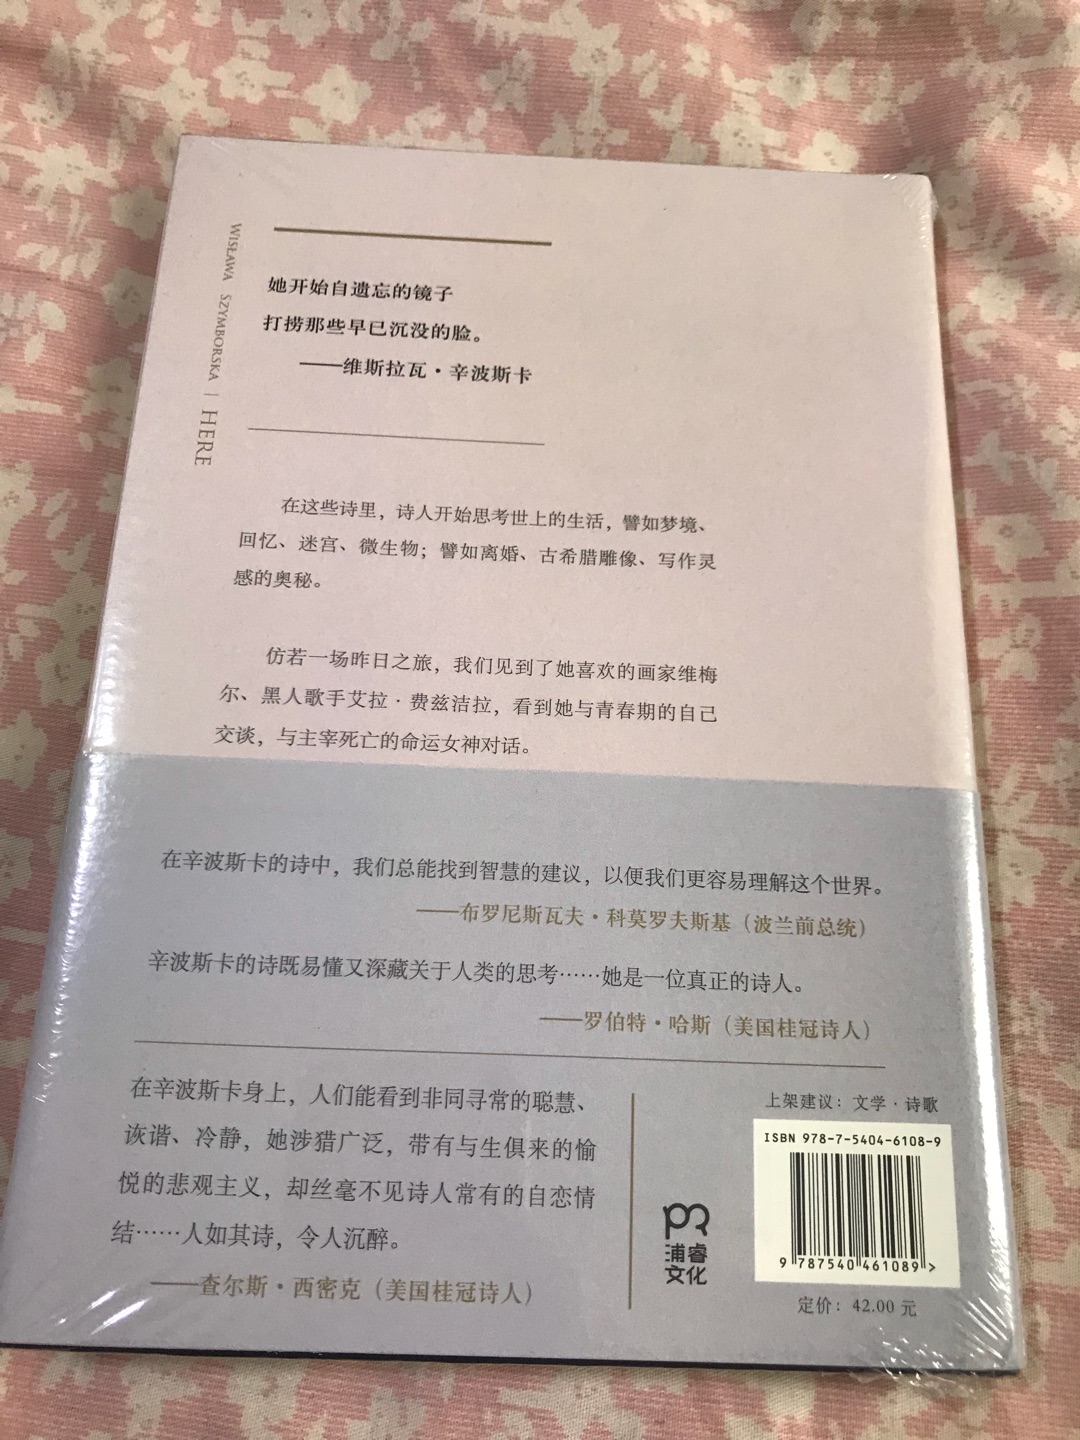 WISŁAWA SZYMBORSKA | HERE
她开始自遗忘的镜子
打捞那些早已沉没的脸。
——维斯拉瓦·辛波斯卡
在这些诗里，诗人开始思考世上的生活，譬如梦境、
回忆、迷宫、微生物；譬如离婚、古希腊雕像、写作灵
感的奥秘。
仿若一场昨日之旅，我们见到了她喜欢的画家维梅
尔、黑人歌手艾拉·费兹洁拉，看到她与青春期的自己
交谈，与主宰死亡的命运女神对话。
在辛波斯卡的诗中，我们总能找到智慧的建议，以便我们更容易理解这个世界。
——布罗尼斯瓦夫·科莫罗夫斯基（波兰前总统）
辛波斯卡的诗既易懂又深藏关于人类的思考……她是一位真正的诗人。
——罗伯特·哈斯（美国桂冠诗人）
在辛波斯卡身上，人们能看到非同寻常的聪慧、
诙谐、冷静，她涉猎广泛，带有与生俱来的愉
悦的悲观主义，却丝毫不见诗人常有的自恋情
结……人如其诗，令人沉醉。
——查尔斯·西密克（美国桂冠诗人）
浦睿
文化
上架建议：文学·诗歌
ISBN 978-7-5404-6108-9
9 787540 461089 >
定价：42.00 元